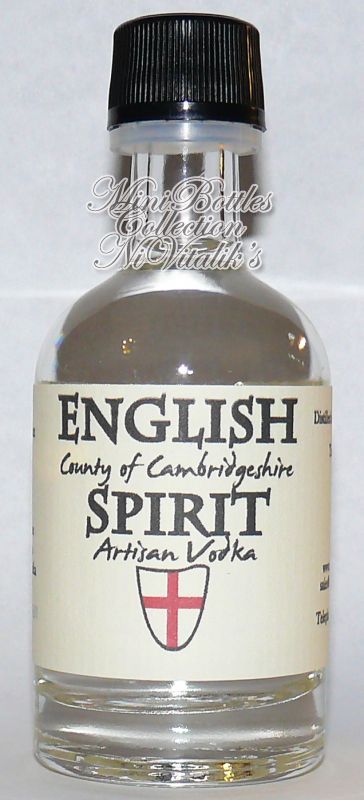 MiniBottles
Collection
NiVitalik's
ENGLISH
County of Cambridgeshire
SPIRIT
Artisan Vodka